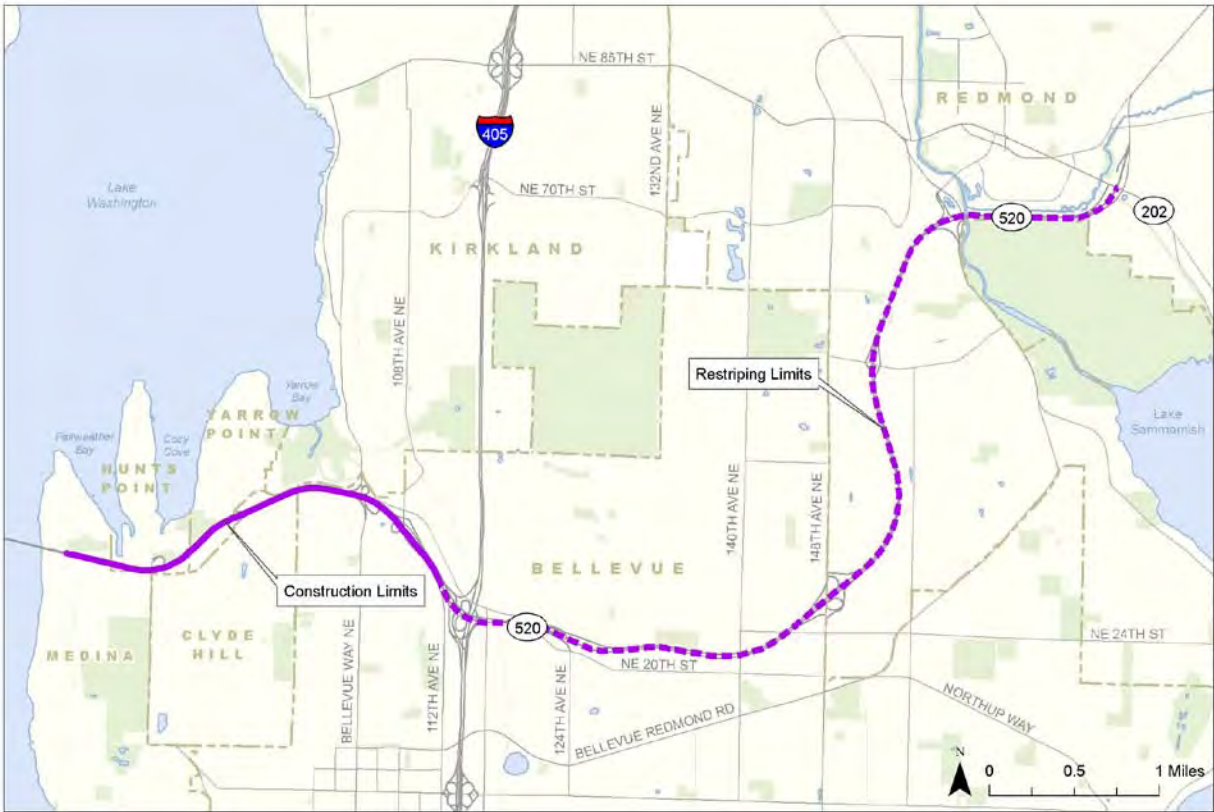 NE 85TH ST
REDMOND
405
132ND AVE NE
Lake
Washington
NE 70TH ST
520
202
KIRKLAND
108TH AVE NE
Restriping Limits
Yarrow
Bay
YARROW
POINT
Fairweather
Bay
Cozy
Cove
HUNTS
POINT
Lake
Sammamish
140TH AVE NE
148TH AVE NE
BELLEVUE
Construction Limits
CLYDE
HILL
MEDINA
BELLEVUE WAY NE
112TH AVE NE
520
NE 24TH ST
NE 20TH ST
124TH AVE NE
BELLEVUE REDMOND RD
NORTHUP WAY
N
0 0.5 1 Miles